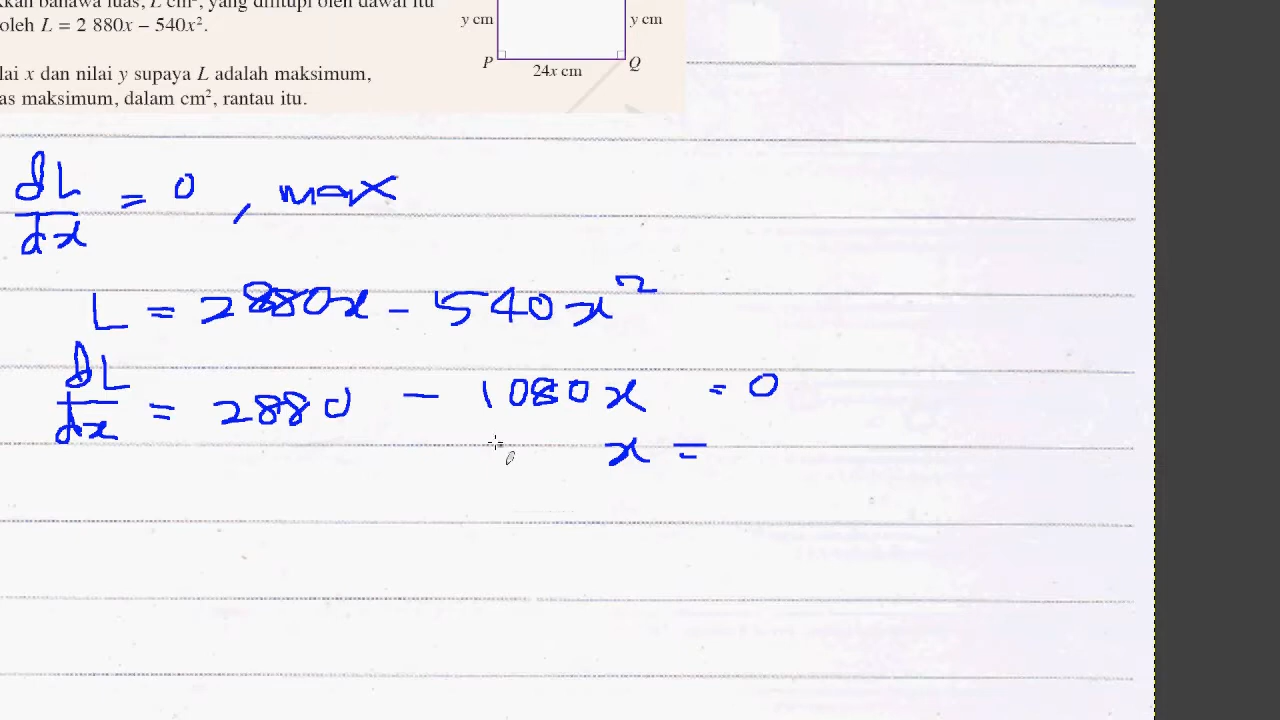 bahawa luas, L cm², yang dilitupi oleh dawai itu
oleh L = 2 880x – 540x².
y cm
y cm
P
Q
24x cm
lai x dan nilai y supaya L adalah maksimum,
as maksimum, dalam cm², rantau itu.
dL/dx = 0, max
L = 2880x - 540x²
dL/dx = 2880 - 1080x = 0
x =